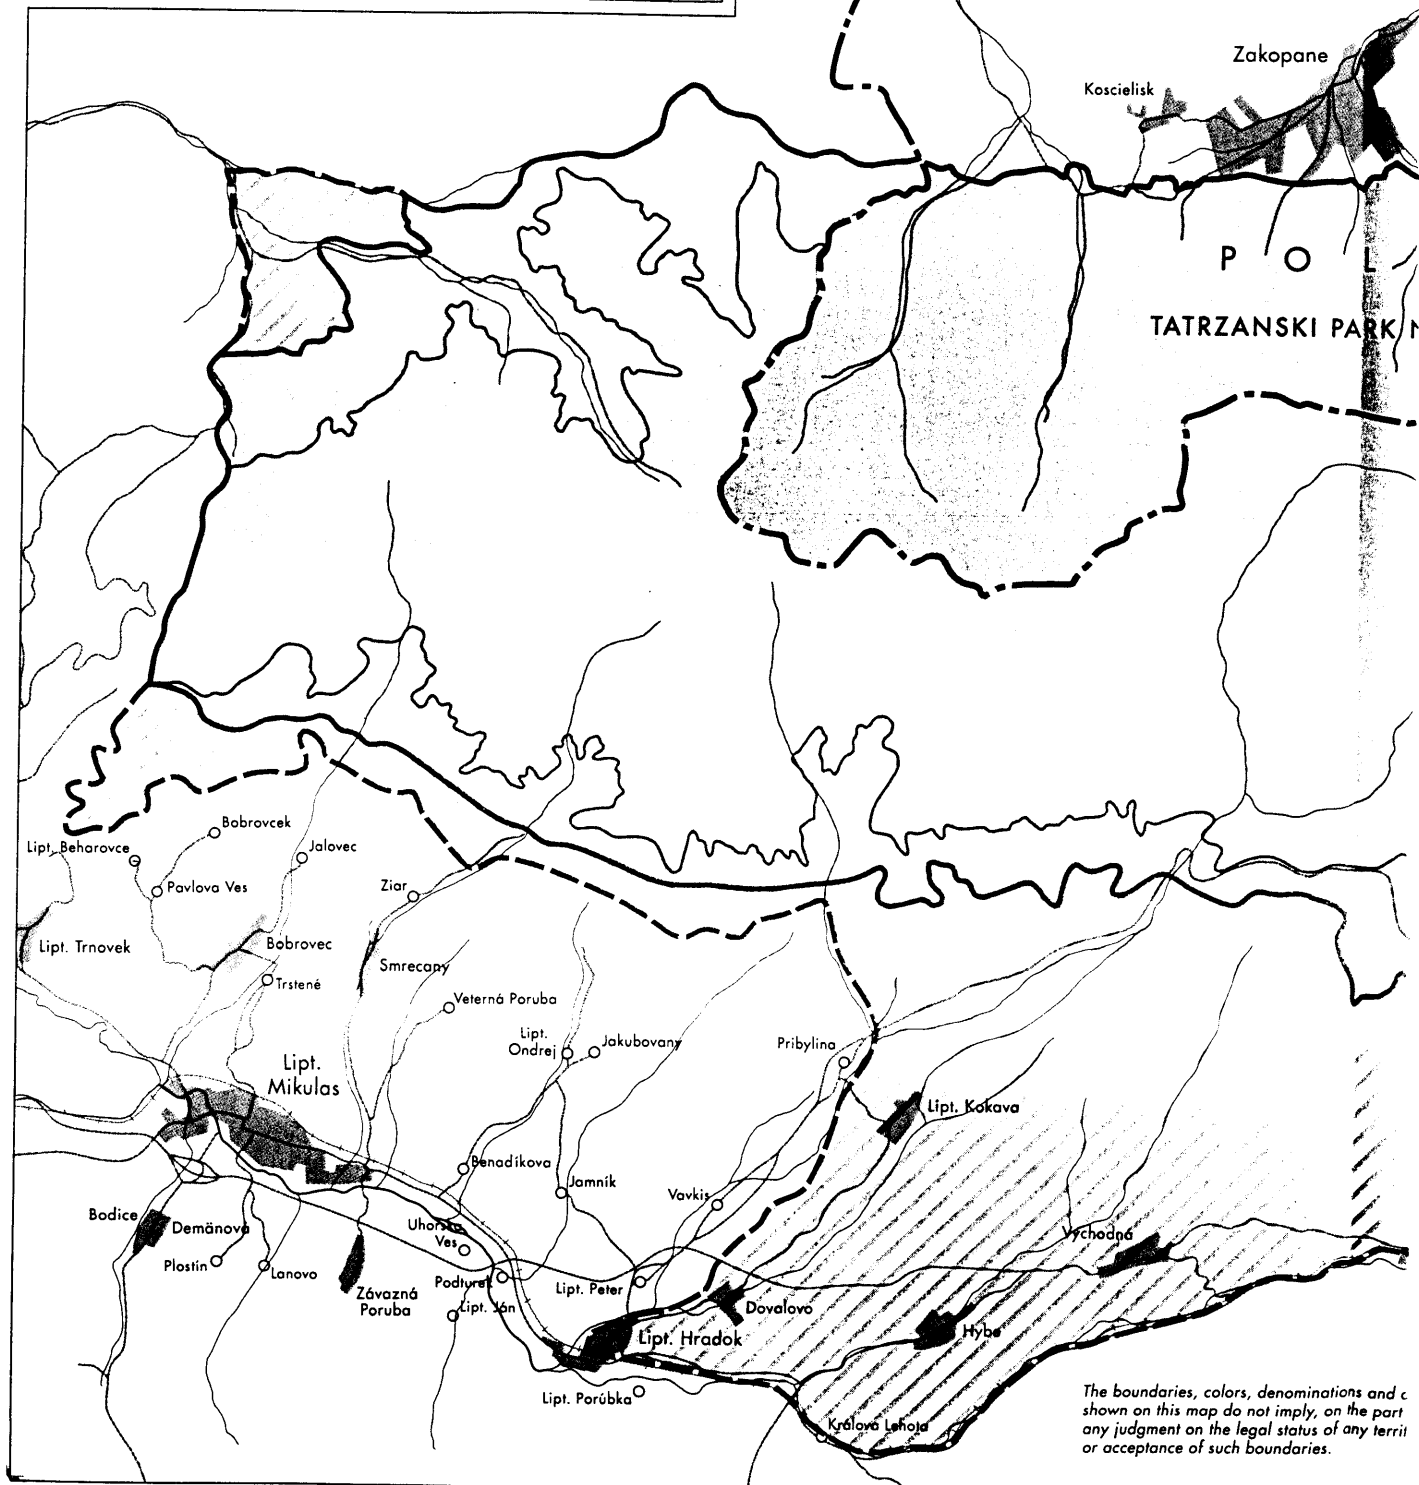 Zakopane
Koscielisk
P O L
TATRZANSKI PARK N
Bobrovcek
Lipt. Beharovce
Jalovec
Pavlova Ves
Ziar
Lipt. Trnovek
Bobrovec
Smrecany
Trstené
Veterná Poruba
Lipt.
Ondrej
Jakubovany
Pribylina
Lipt.
Mikulas
Lipt. Kokava
Benadíkova
Jamník
Vavkis
Bodice
Demänová
Uhorska
Ves
Východná
Plostín
Lanovo
Podturek
Lipt. Peter
Závazná
Poruba
Lipt. Ján
Dovalovo
Lipt. Hradok
Hybe
Lipt. Porúbka
Králová Lehota
The boundaries, colors, denominations and
shown on this map do not imply, on the part
any judgment on the legal status of any territ
or acceptance of such boundaries.